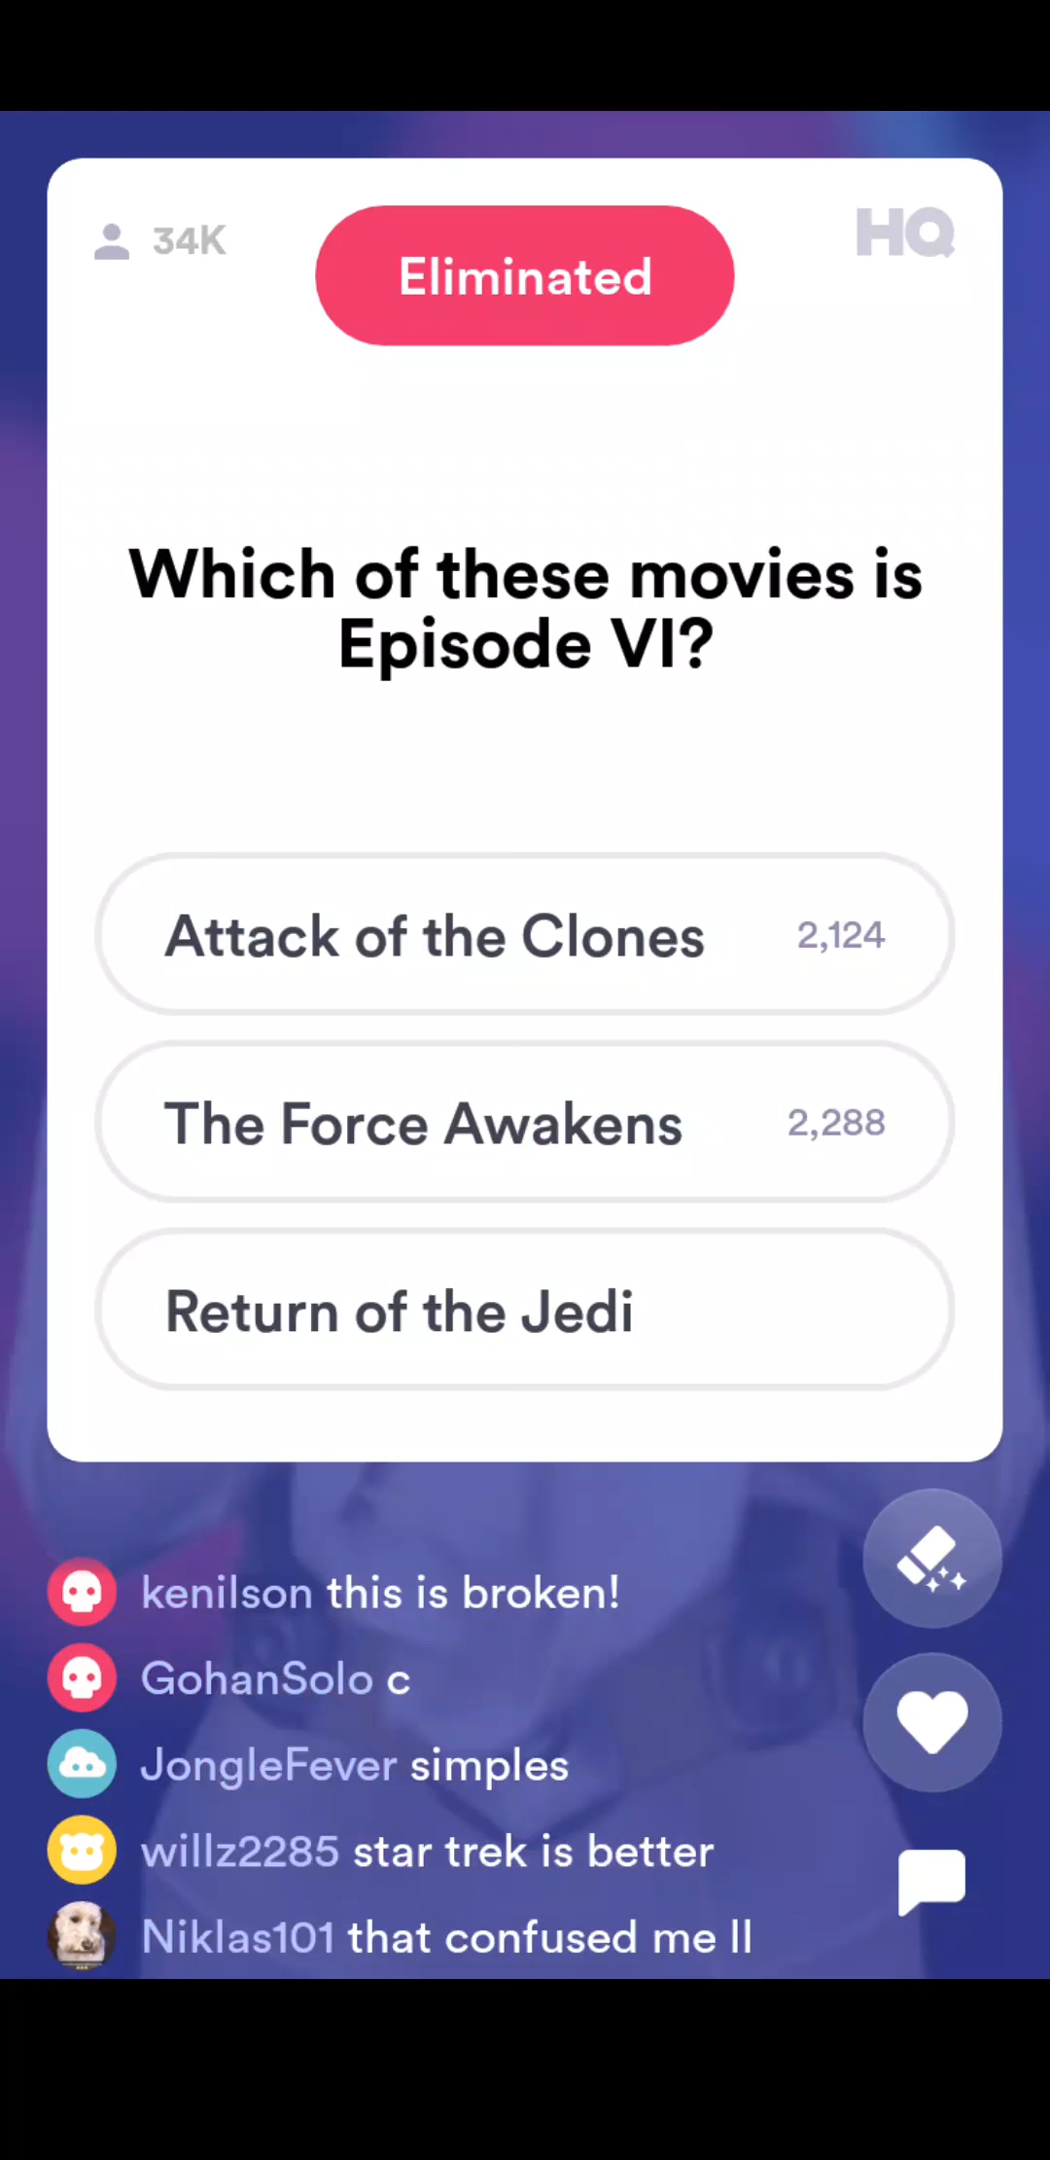 34K
Eliminated
HQ
Which of these movies is
Episode VI?
Attack of the Clones 2,124
The Force Awakens 2,288
Return of the Jedi
kenilson this is broken!
GohanSolo c
JongleFever simples
willz2285 star trek is better
Niklas101 that confused me ll